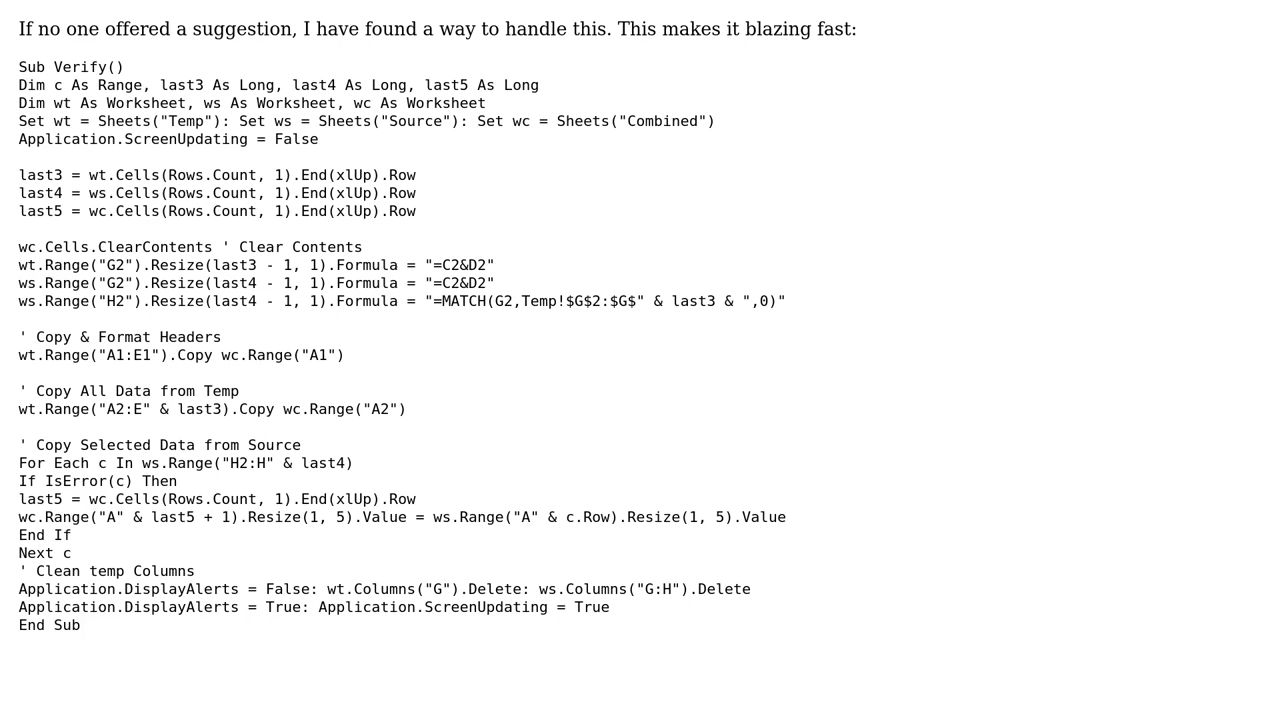 If no one offered a suggestion, I have found a way to handle this. This makes it blazing fast:
Sub Verify()
Dim c As Range, last3 As Long, last4 As Long, last5 As Long
Dim wt As Worksheet, ws As Worksheet, wc As Worksheet
Set wt = Sheets("Temp"): Set ws = Sheets("Source"): Set wc = Sheets("Combined")
Application.ScreenUpdating = False
last3 = wt.Cells(Rows.Count, 1).End(xlUp).Row
last4 = ws.Cells(Rows.Count, 1).End(xlUp).Row
last5 = wc.Cells(Rows.Count, 1).End(xlUp).Row
wc.Cells.ClearContents ' Clear Contents
wt.Range("G2").Resize(last3 - 1, 1).Formula = "=C2&D2"
ws.Range("G2").Resize(last4 - 1, 1).Formula = "=C2&D2"
ws.Range("H2").Resize(last4 - 1, 1).Formula = "=MATCH(G2,Temp!$G$2:$G$" & last3 & ",0)"
' Copy & Format Headers
wt.Range("A1:E1").Copy wc.Range("A1")
' Copy All Data from Temp
wt.Range("A2:E" & last3).Copy wc.Range("A2")
' Copy Selected Data from Source
For Each c In ws.Range("H2:H" & last4)
If IsError(c) Then
last5 = wc.Cells(Rows.Count, 1).End(xlUp).Row
wc.Range("A" & last5 + 1).Resize(1, 5).Value = ws.Range("A" & c.Row).Resize(1, 5).Value
End If
Next c
' Clean temp Columns
Application.DisplayAlerts = False: wt.Columns("G").Delete: ws.Columns("G:H").Delete
Application.DisplayAlerts = True: Application.ScreenUpdating = True
End Sub